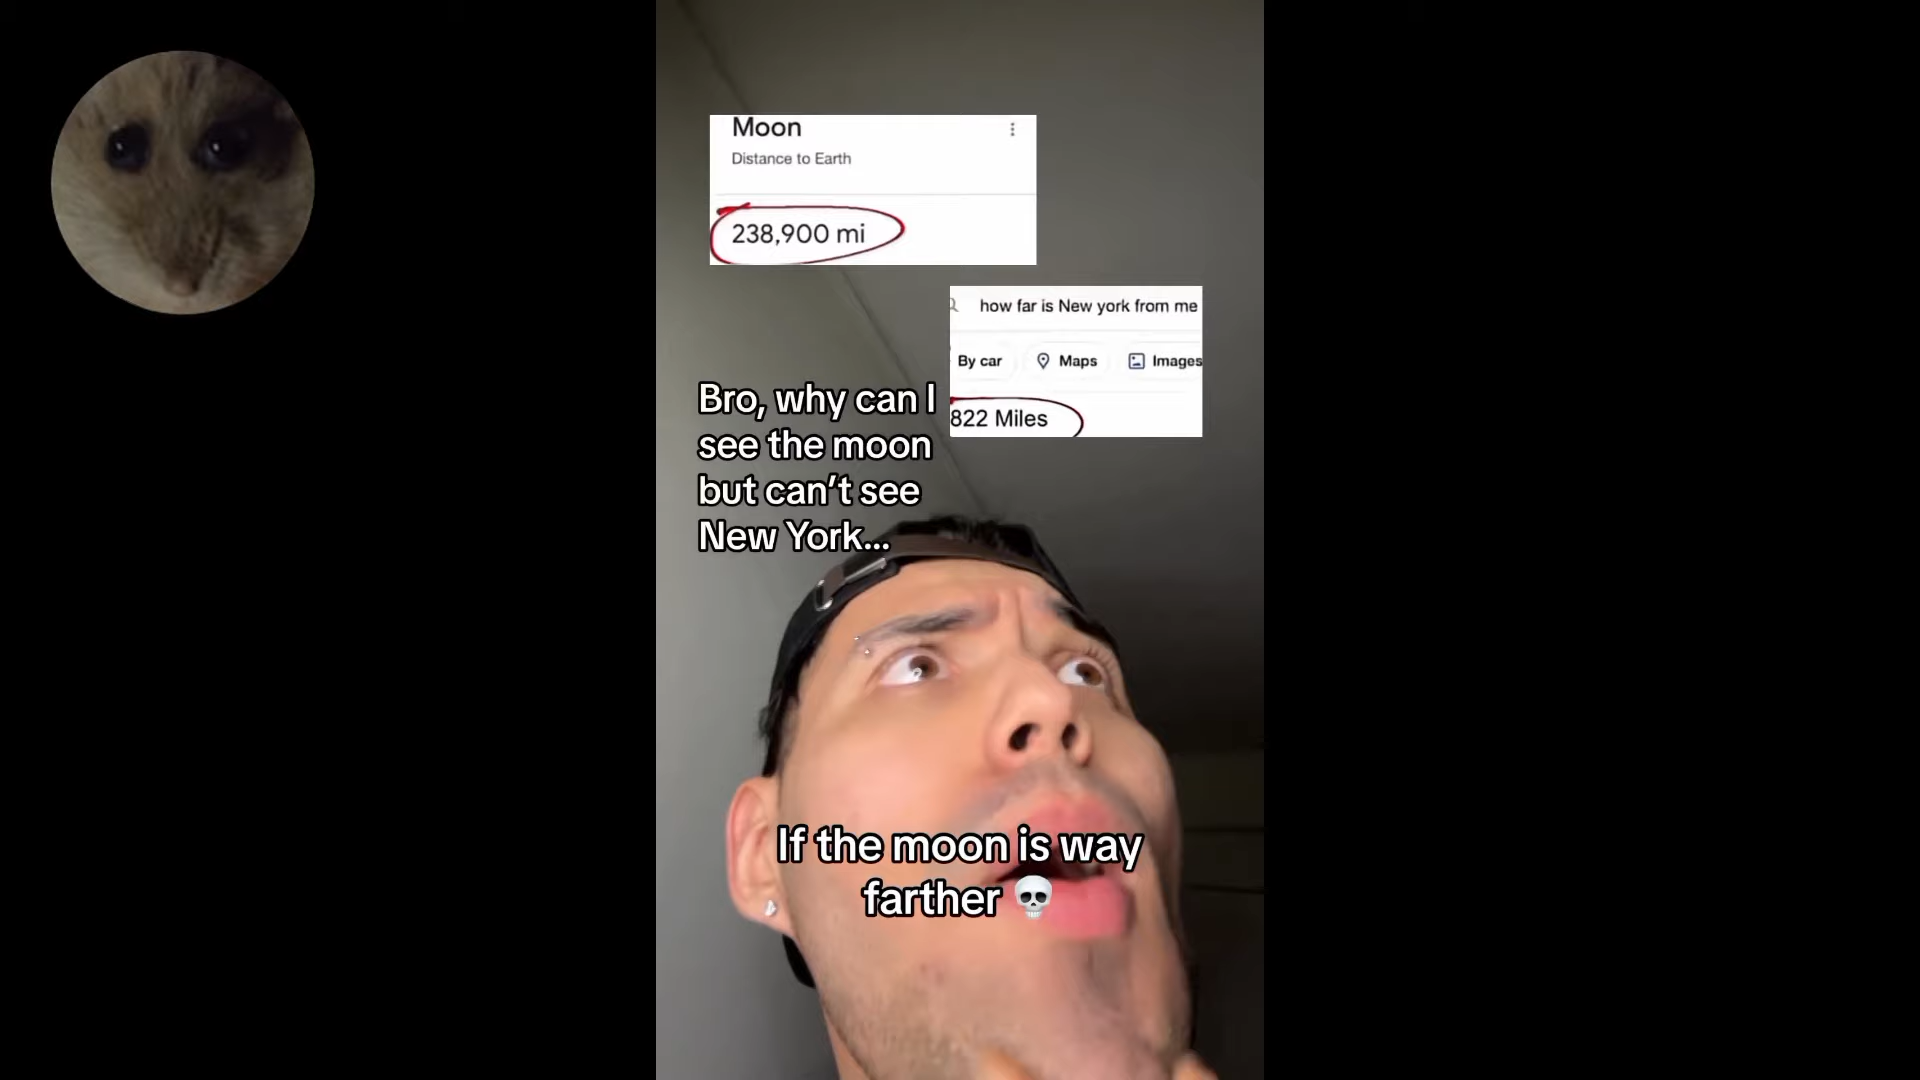 Moon
Distance to Earth
238,900 mi
how far is New york from me
By car
Maps
Images
822 Miles
Bro, why can I
see the moon
but can’t see
New York...
If the moon is way
farther 💀